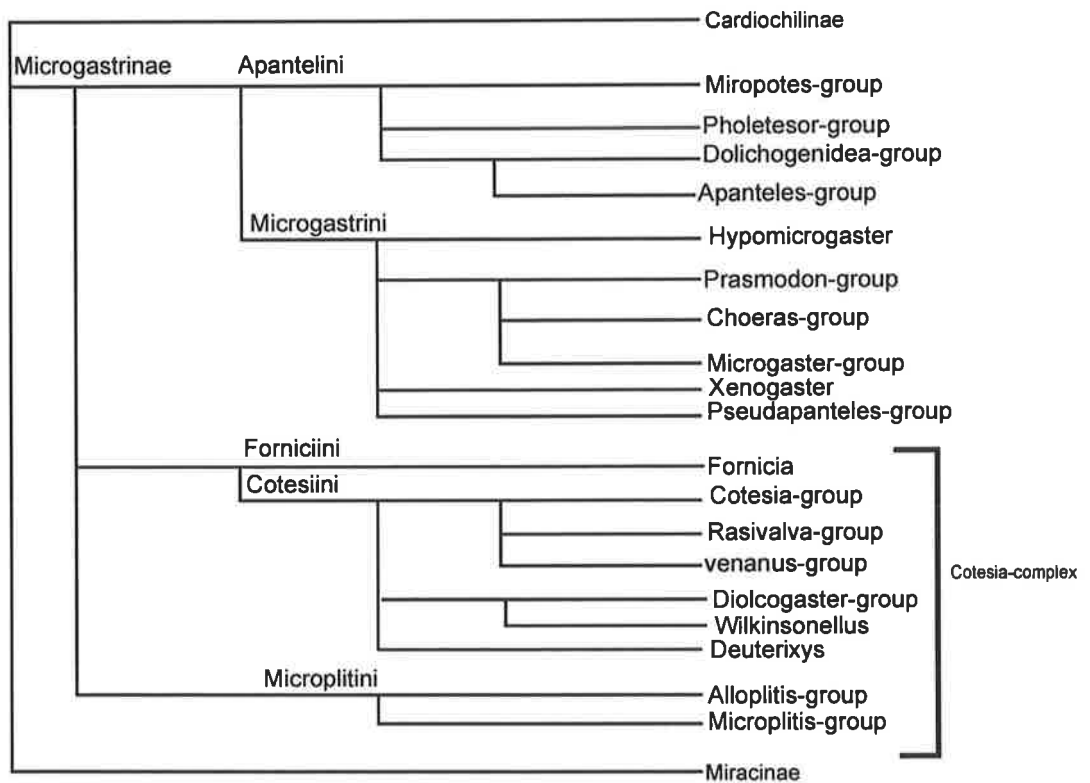 Cardiochilinae
Microgastrinae
Apantelini
Miropotes-group
Pholetesor-group
Dolichogenidea-group
Apanteles-group
Microgastrini
Hypomicrogaster
Prasmodon-group
Choeras-group
Microgaster-group
Xenogaster
Pseudapanteles-group
Forniciini
Fornicia
Cotesiini
Cotesia-group
Rasivalva-group
venanus-group
Cotesia-complex
Diolcogaster-group
Wilkinsonellus
Deuterixys
Microplitini
Alloplitis-group
Microplitis-group
Miracinae